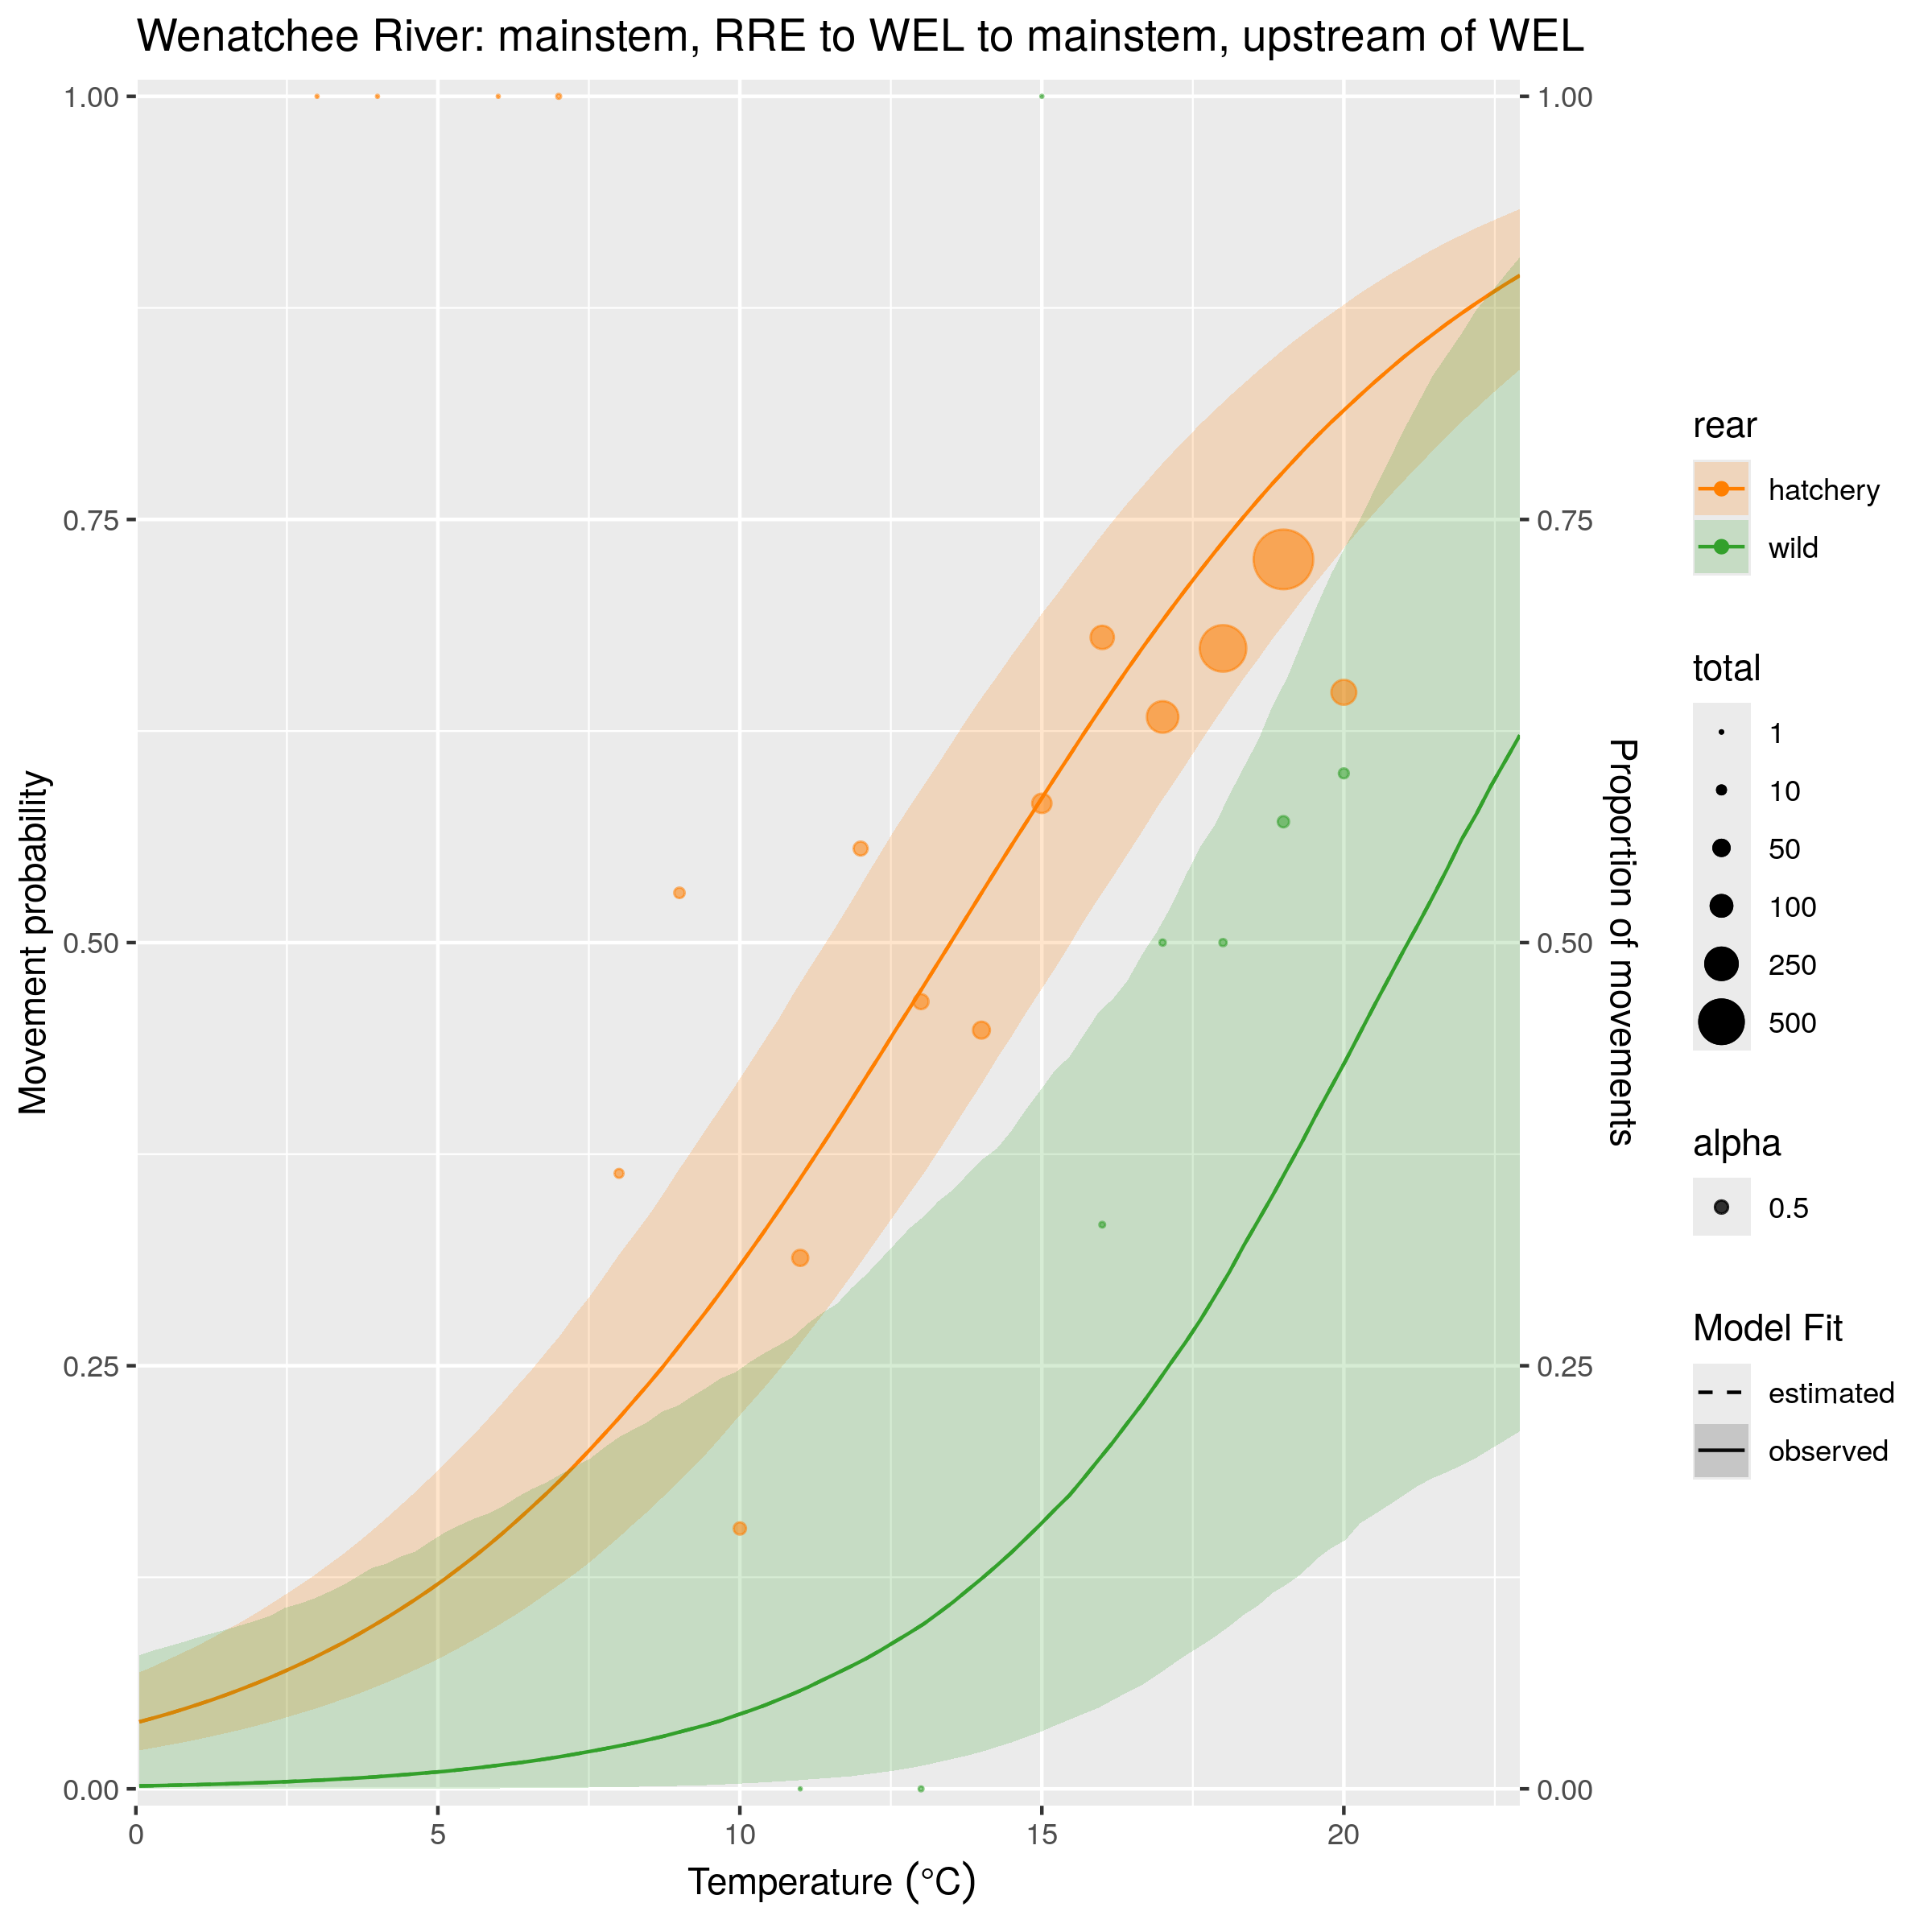 Wenatchee River: mainstem, RRE to WEL to mainstem, upstream of WEL
Movement probability
1.00
0.75
0.50
0.25
0.00
0
5
10
15
20
Temperature (°C)
1.00
0.75
0.50
0.25
0.00
Proportion of movements
rear
hatchery
wild
total
1
10
50
100
250
500
alpha
0.5
Model Fit
estimated
observed